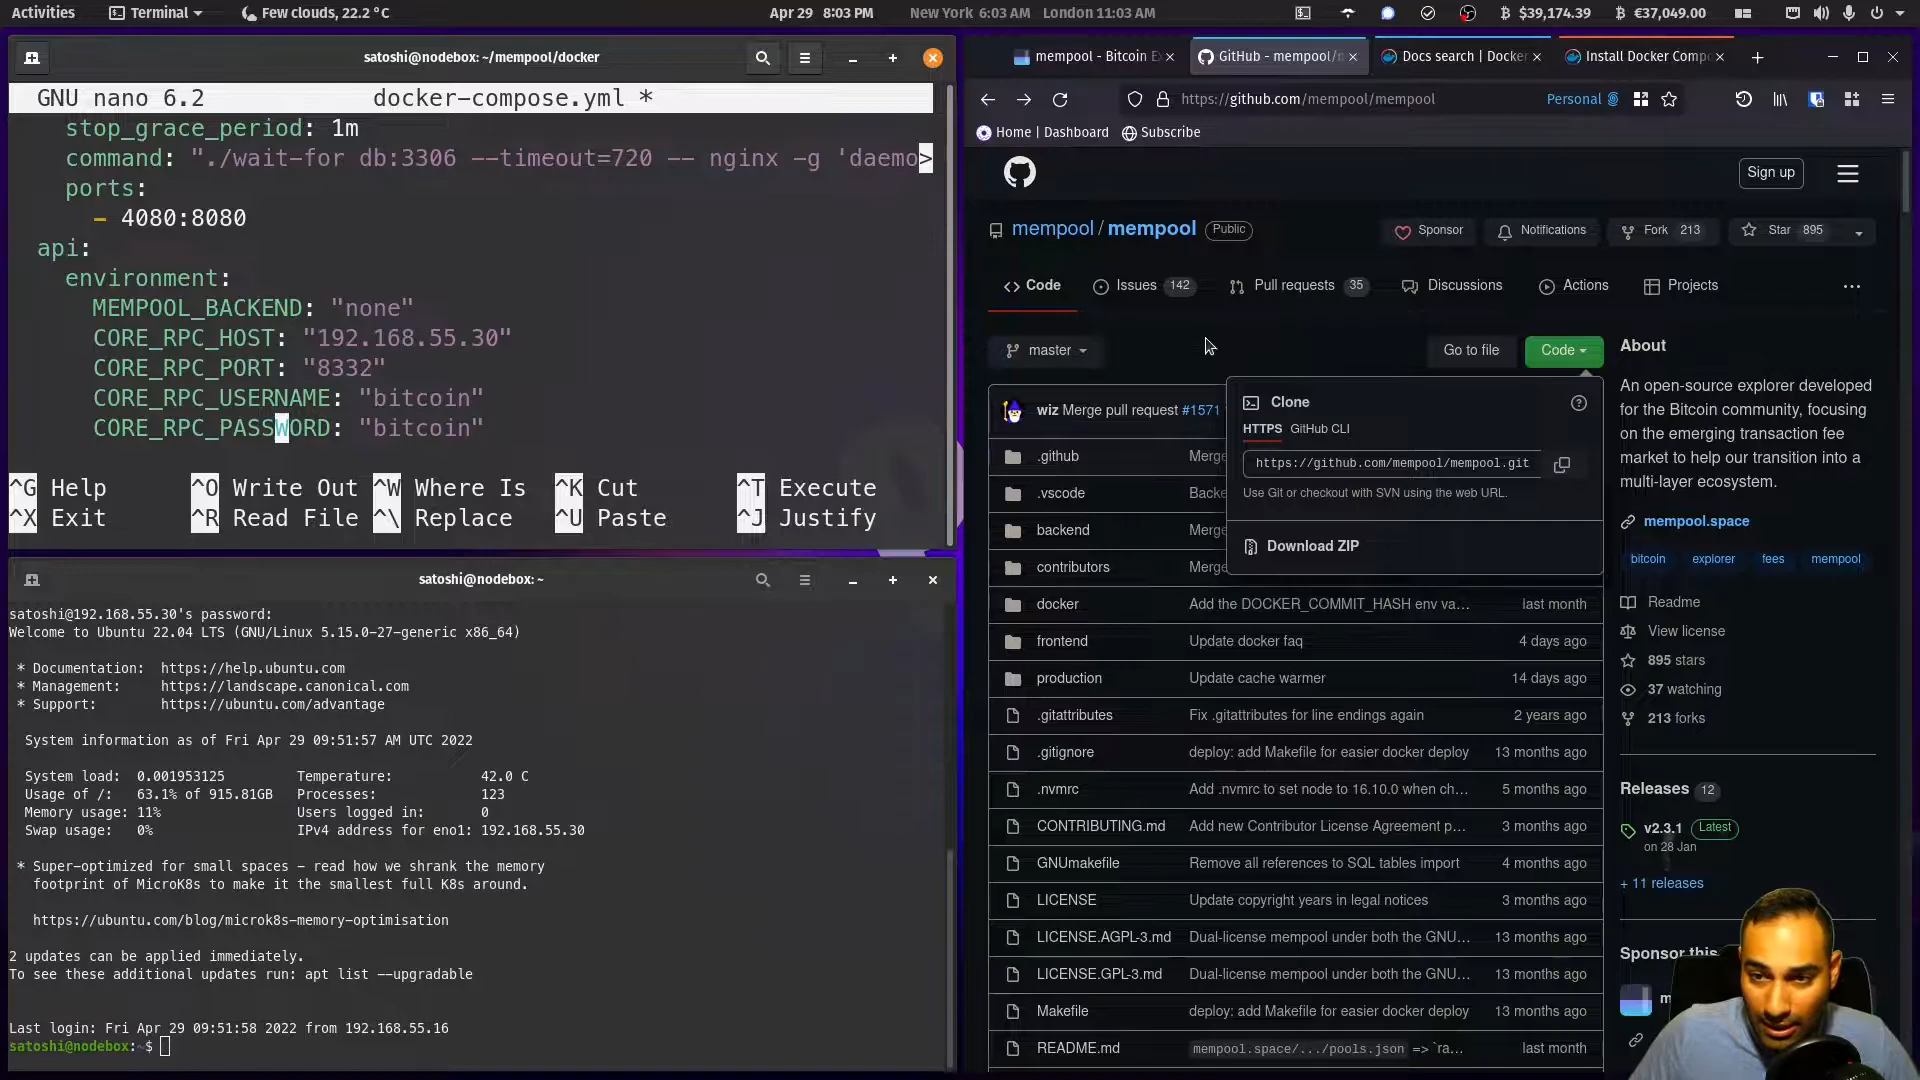 Activities
Terminal
Few clouds, 22.2 °C
Apr 29 8:03 PM
New York 6:03 AM London 11:03 AM
$39,174.39
€37,049.00
satoshi@nodebox: ~/mempool/docker
GNU nano 6.2 docker-compose.yml *
stop_grace_period: 1m
command: "./wait-for db:3306 --timeout=720 -- nginx -g 'daemo>
ports:
- 4080:8080
api:
environment:
MEMPOOL_BACKEND: "none"
CORE_RPC_HOST: "192.168.55.30"
CORE_RPC_PORT: "8332"
CORE_RPC_USERNAME: "bitcoin"
CORE_RPC_PASSWORD: "bitcoin"
^G Help ^O Write Out ^W Where Is ^K Cut ^T Execute
^X Exit ^R Read File ^\ Replace ^U Paste ^J Justify
satoshi@nodebox: ~
satoshi@192.168.55.30's password:
Welcome to Ubuntu 22.04 LTS (GNU/Linux 5.15.0-27-generic x86_64)
* Documentation: https://help.ubuntu.com
* Management: https://landscape.canonical.com
* Support: https://ubuntu.com/advantage
System information as of Fri Apr 29 09:51:57 AM UTC 2022
System load: 0.001953125 Temperature: 42.0 C
Usage of /: 63.1% of 915.81GB Processes: 123
Memory usage: 11% Users logged in: 0
Swap usage: 0% IPv4 address for eno1: 192.168.55.30
* Super-optimized for small spaces - read how we shrank the memory
footprint of MicroK8s to make it the smallest full K8s around.
https://ubuntu.com/blog/microk8s-memory-optimisation
2 updates can be applied immediately.
To see these additional updates run: apt list --upgradable
Last login: Fri Apr 29 09:51:58 2022 from 192.168.55.16
satoshi@nodebox:~$
mempool - Bitcoin Ex
GitHub - mempool/m
Docs search | Docker
Install Docker Compo
https://github.com/mempool/mempool
Personal
Home | Dashboard
Subscribe
Sign up
mempool / mempool Public
Sponsor
Notifications
Fork 213
Star 895
Code
Issues 142
Pull requests 35
Discussions
Actions
Projects
master
Go to file
Code
wiz Merge pull request #1571
Clone
HTTPS GitHub CLI
https://github.com/mempool/mempool.git
Use Git or checkout with SVN using the web URL.
Download ZIP
.github Merge
.vscode Backe
backend Merge
contributors Merge
docker Add the DOCKER_COMMIT_HASH env va... last month
frontend Update docker faq 4 days ago
production Update cache warmer 14 days ago
.gitattributes Fix .gitattributes for line endings again 2 years ago
.gitignore deploy: add Makefile for easier docker deploy 13 months ago
.nvmrc Add .nvmrc to set node to 16.10.0 when ch... 5 months ago
CONTRIBUTING.md Add new Contributor License Agreement p... 3 months ago
GNUmakefile Remove all references to SQL tables import 4 months ago
LICENSE Update copyright years in legal notices 3 months ago
LICENSE.AGPL-3.md Dual-license mempool under both the GNU... 13 months ago
LICENSE.GPL-3.md Dual-license mempool under both the GNU... 13 months ago
Makefile deploy: add Makefile for easier docker deploy 13 months ago
README.md mempool.space/.../pools.json => `ra... last month
About
An open-source explorer developed
for the Bitcoin community, focusing
on the emerging transaction fee
market to help our transition into a
multi-layer ecosystem.
mempool.space
bitcoin explorer fees mempool
Readme
View license
895 stars
37 watching
213 forks
Releases 12
v2.3.1 Latest
on 28 Jan
+ 11 releases
Sponsor this
m